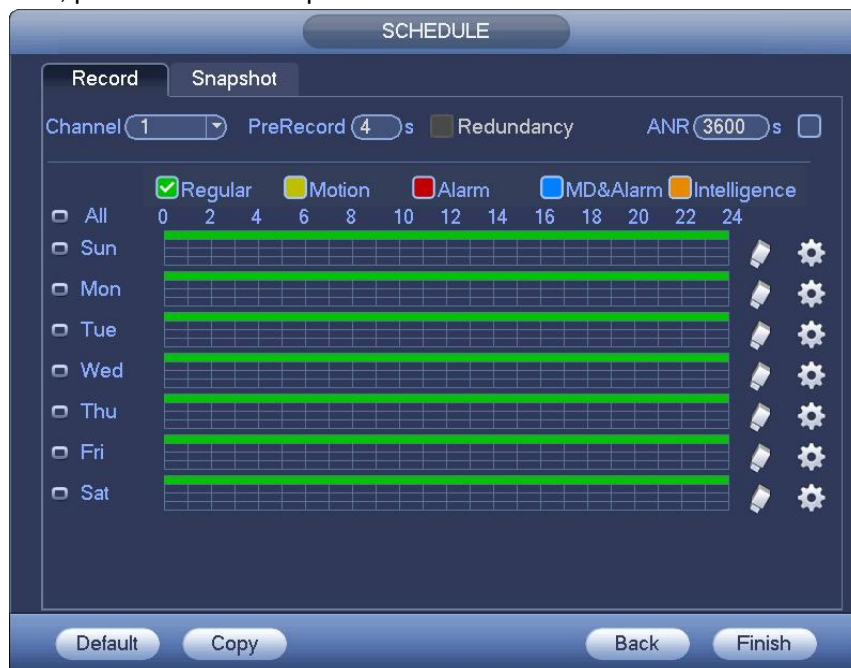 SCHEDULE
Record Snapshot
Channel 1 PreRecord 4 s Redundancy ANR 3600 s
Regular Motion Alarm MD&Alarm Intelligence
All 0 2 4 6 8 10 12 14 16 18 20 22 24
Sun
Mon
Tue
Wed
Thu
Fri
Sat
Default Copy Back Finish